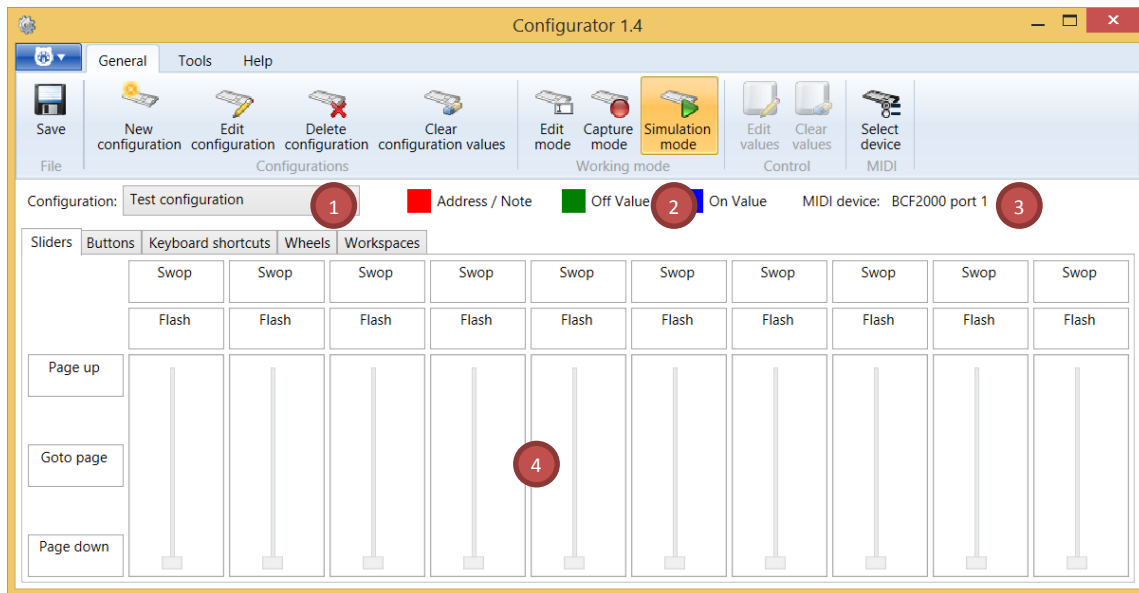 Configurator 1.4
General Tools Help
Save New configuration Edit configuration Delete configuration Clear configuration values Edit mode Capture mode Simulation mode Edit values Clear values Select device
File Configurations Working mode Control MIDI
Configuration: Test configuration 1 Address / Note Off Value 2 On Value MIDI device: BCF2000 port 1 3
Sliders Buttons Keyboard shortcuts Wheels Workspaces
Swop Swop Swop Swop Swop Swop Swop Swop Swop Swop
Flash Flash Flash Flash Flash Flash Flash Flash Flash Flash
Page up
Goto page 4
Page down